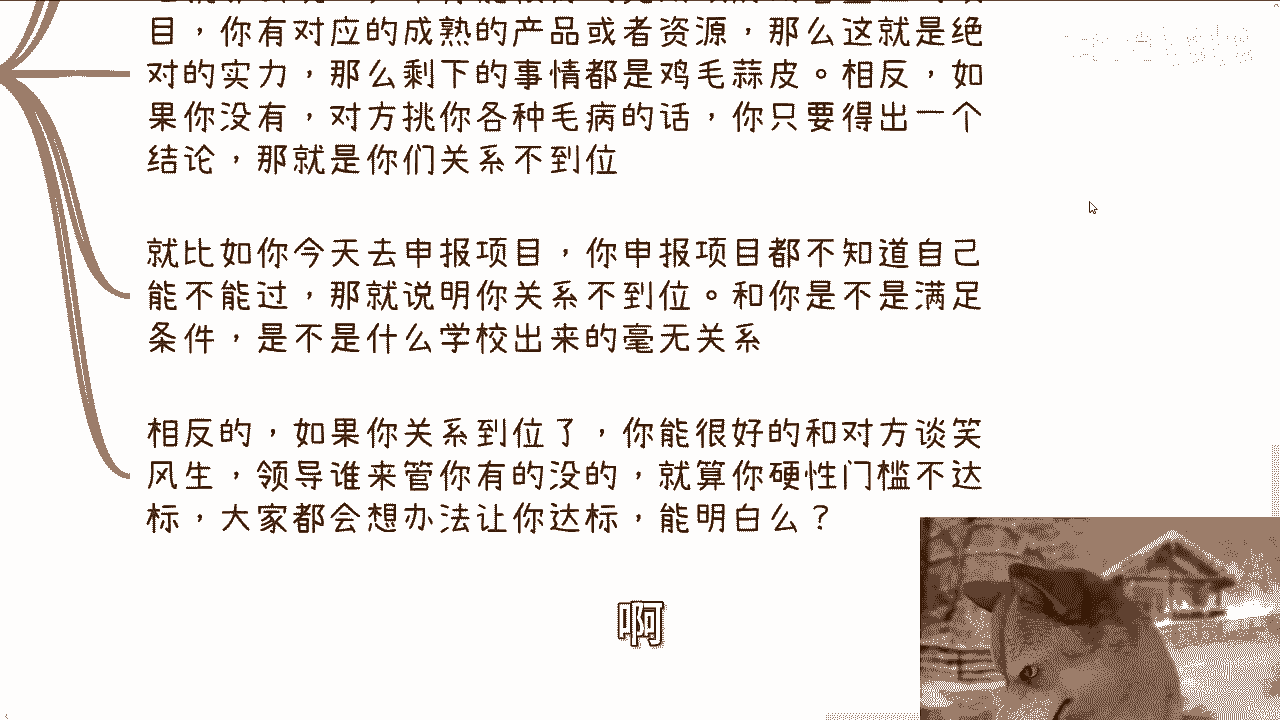 目，你有对应的成熟的产品或者资源，那么这就是绝
对的实力，那么剩下的事情都是鸡毛蒜皮。相反，如
果你没有，对方挑你各种毛病的话，你只要得出一个
结论，那就是你们关系不到位
就比如你今天去申报项目，你申报项目都不知道自己
能不能过，那就说明你关系不到位。和你是不是满足
条件，是不是什么学校出来的毫无关系
相反的，如果你关系到位了，你能很好的和对方谈笑
风生，领导谁来管你有的没的，就算你硬性门槛不达
标，大家都会想办法让你达标，能明白么？
啊